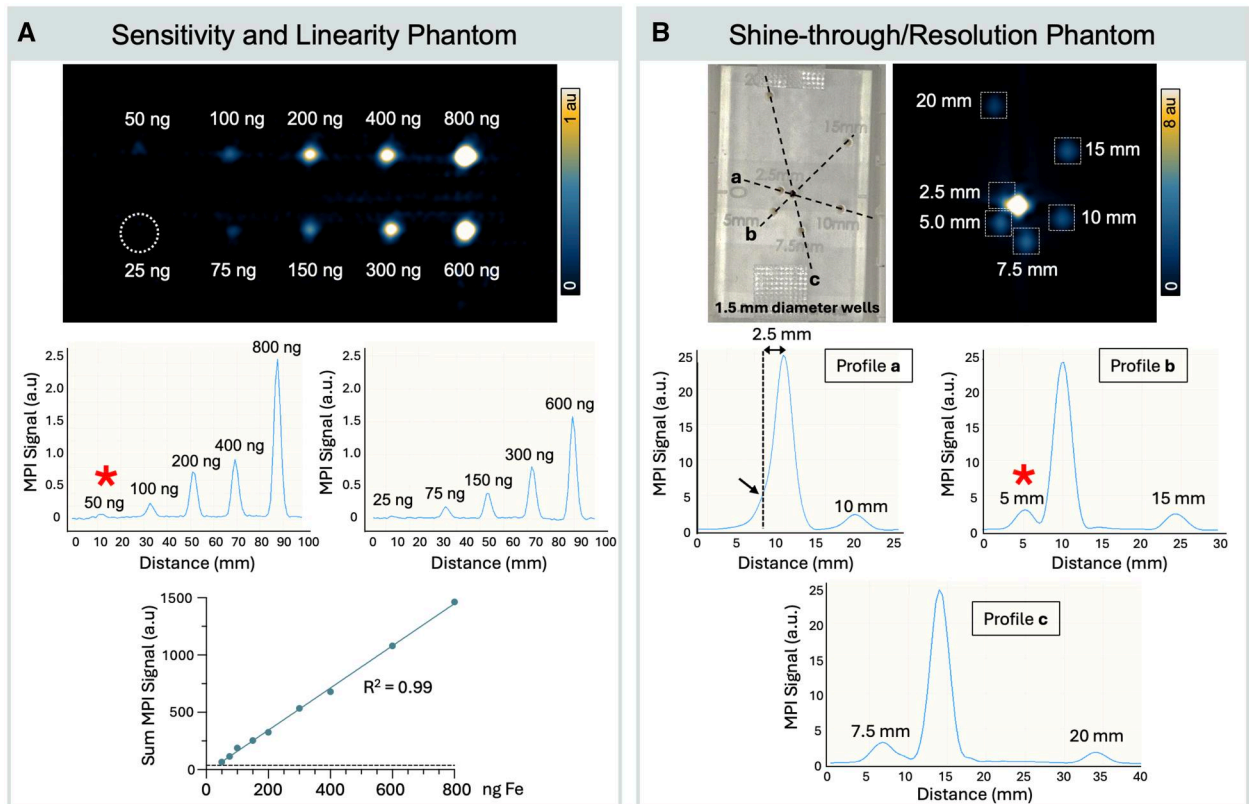 A Sensitivity and Linearity Phantom
50 ng 100 ng 200 ng 400 ng 800 ng
25 ng 75 ng 150 ng 300 ng 600 ng
1 au
0
MPI Signal (a.u)
2.5
2.0
1.5
1.0
0.5
0
* 50 ng 100 ng 200 ng 400 ng 800 ng
0 10 20 30 40 50 60 70 80 90 100
Distance (mm)
MPI Signal (a.u)
2.5
2.0
1.5
1.0
0.5
0
25 ng 75 ng 150 ng 300 ng 600 ng
0 10 20 30 40 50 60 70 80 90 100
Distance (mm)
Sum MPI Signal (a.u)
1500
1000
500
0
R² = 0.99
0 200 400 600 800
ng Fe
B Shine-through/Resolution Phantom
15mm
2.5mm
a
0
5mm
10mm
b
7.5mm
c
1.5 mm diameter wells
20 mm
15 mm
2.5 mm
5.0 mm
10 mm
7.5 mm
8 au
0
2.5 mm
Profile a
MPI Signal (a.u.)
25
20
15
10
5
0
10 mm
0 5 10 15 20 25
Distance (mm)
Profile b
MPI Signal (a.u.)
25
20
15
10
5
0
*
5 mm
15 mm
0 5 10 15 20 25 30
Distance (mm)
Profile c
MPI Signal (a.u.)
25
20
15
10
5
0
7.5 mm
20 mm
0 5 10 15 20 25 30 35 40
Distance (mm)